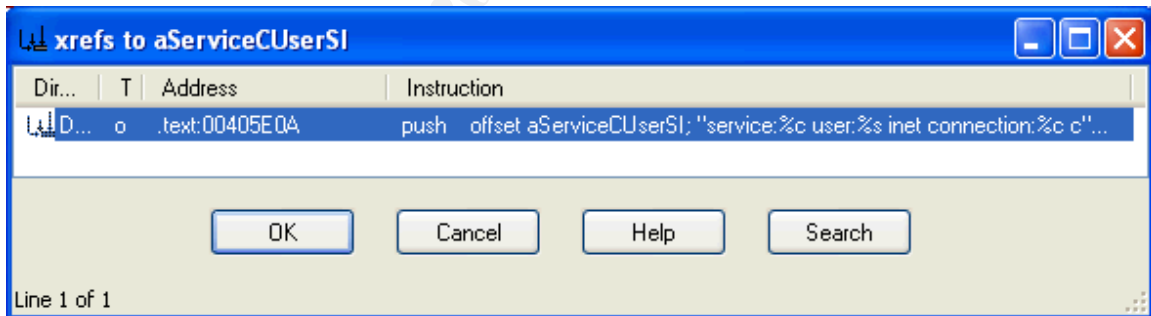 xrefs to aServiceCUserSI
Dir... T Address Instruction
D... o .text:00405E0A push offset aServiceCUserSI; "service:%c user:%s inet connection:%c c"...
OK Cancel Help Search
Line 1 of 1